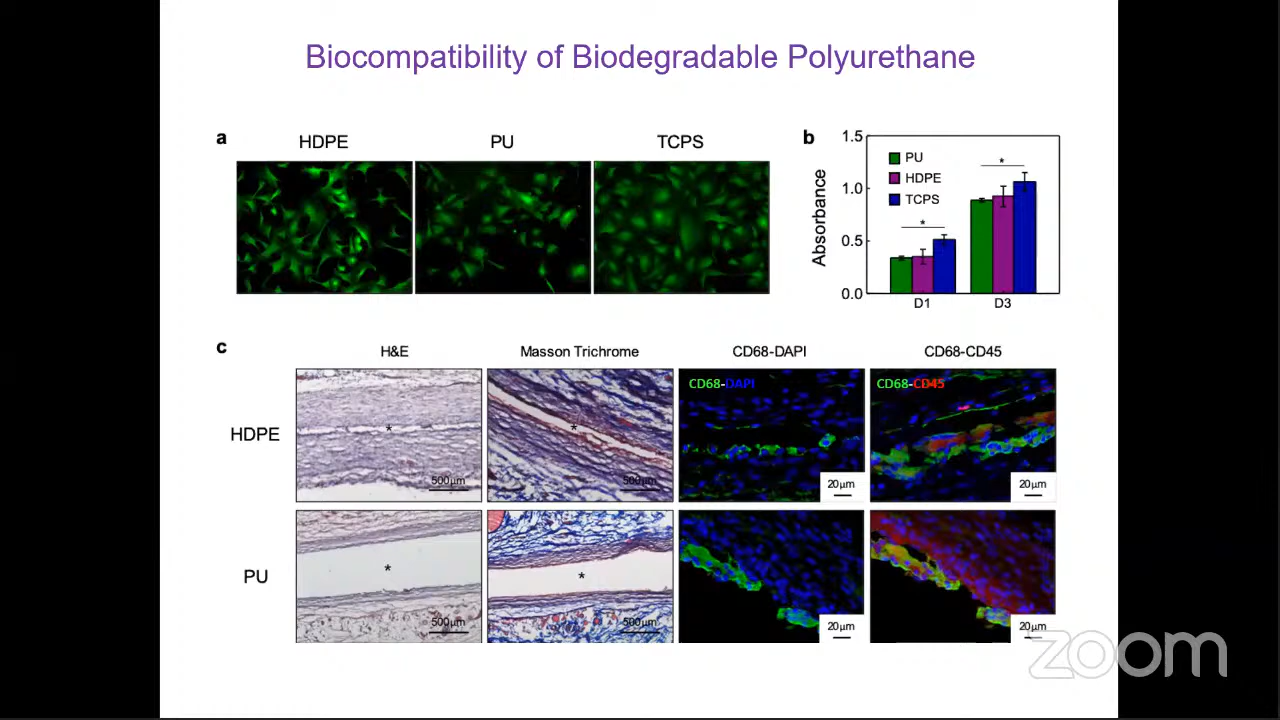 Biocompatibility of Biodegradable Polyurethane
a
HDPE
PU
TCPS
b
1.5
1.0
0.5
0.0
Absorbance
PU
HDPE
TCPS
*
*
D1
D3
c
H&E
Masson Trichrome
CD68-DAPI
CD68-CD45
HDPE
*
500μm
*
500μm
CD68-DAPI
20μm
CD68-CD45
20μm
PU
*
500μm
*
500μm
20μm
20μm
zoom